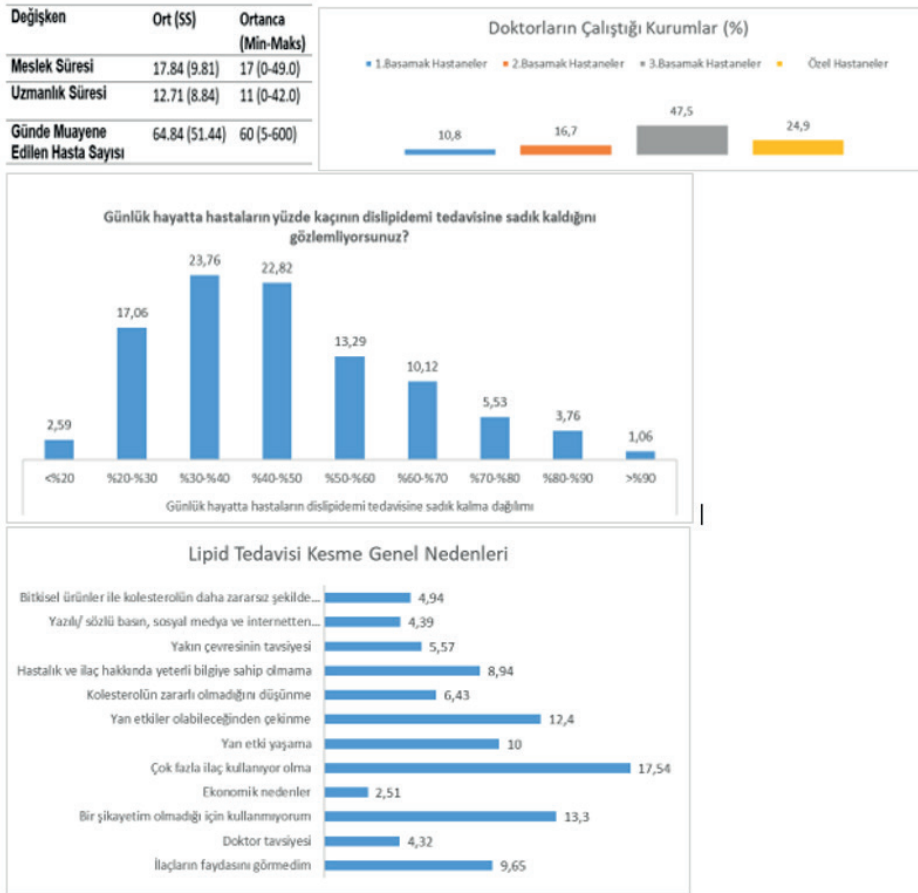 Değişken Ort (SS) Ortanca
(Min-Maks)
Meslek Süresi 17.84 (9.81) 17 (0-49.0)
Uzmanlık Süresi 12.71 (8.84) 11 (0-42.0)
Günde Muayene 64.84 (51.44) 60 (5-600)
Edilen Hasta Sayısı
Doktorların Çalıştığı Kurumlar (%)
1.Basamak Hastaneler 2.Basamak Hastaneler 3.Basamak Hastaneler Özel Hastaneler
10,8 16,7 47,5 24,9
Günlük hayatta hastaların yüzde kaçının dislipidemi tedavisine sadık kaldığını
gözlemliyorsunuz?
2,59 17,06 23,76 22,82 13,29 10,12 5,53 3,76 1,06
<%20 %20-%30 %30-%40 %40-%50 %50-%60 %60-%70 %70-%80 %80-%90 >%90
Günlük hayatta hastaların dislipidemi tedavisine sadık kalma dağılımı
Lipid Tedavisi Kesme Genel Nedenleri
Bitkisel ürünler ile kolesterolün daha zararsız şekilde... 4,94
Yazılı/ sözlü basın, sosyal medya ve internetten... 4,39
Yakın çevresinin tavsiyesi 5,57
Hastalık ve ilaç hakkında yeterli bilgiye sahip olmama 8,94
Kolesterolün zararlı olmadığını düşünme 6,43
Yan etkiler olabileceğinden çekinme 12,4
Yan etki yaşama 10
Çok fazla ilaç kullanıyor olma 17,54
Ekonomik nedenler 2,51
Bir şikayetim olmadığı için kullanmıyorum 13,3
Doktor tavsiyesi 4,32
İlaçların faydasını görmedim 9,65